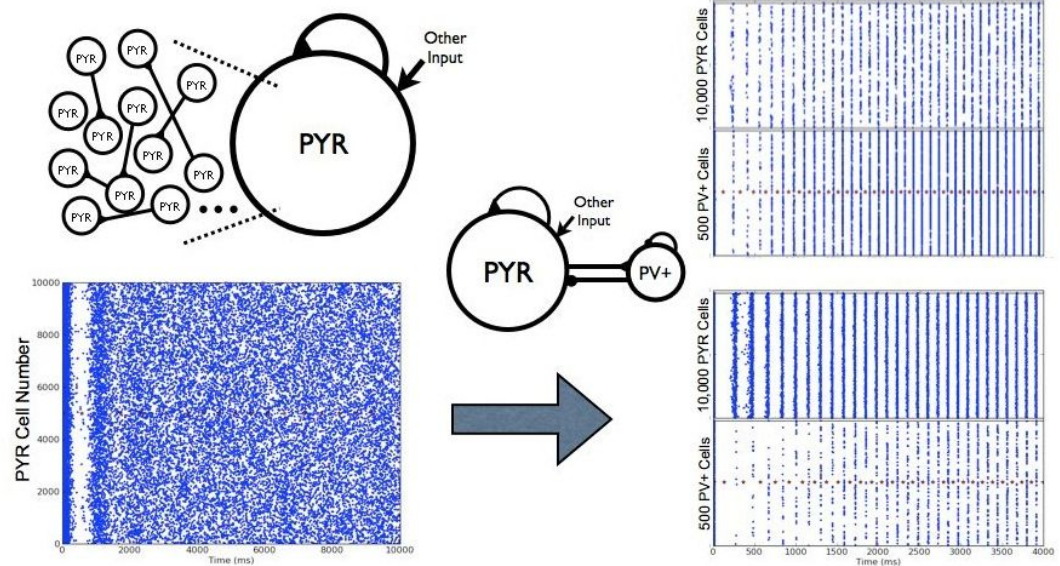 PYR
PYR
PYR
PYR
PYR
PYR
PYR
PYR
PYR
PYR
PYR
PYR
PYR
Other
Input
PYR Cell Number
10000
8000
6000
4000
2000
0
0
2000
4000
6000
8000
10000
Time (ms)
PYR
PV+
Other
Input
10,000 PYR Cells
500 PV+ Cells
10,000 PYR Cells
500 PV+ Cells
0
500
1000
1500
2000
2500
3000
3500
4000
Time (ms)